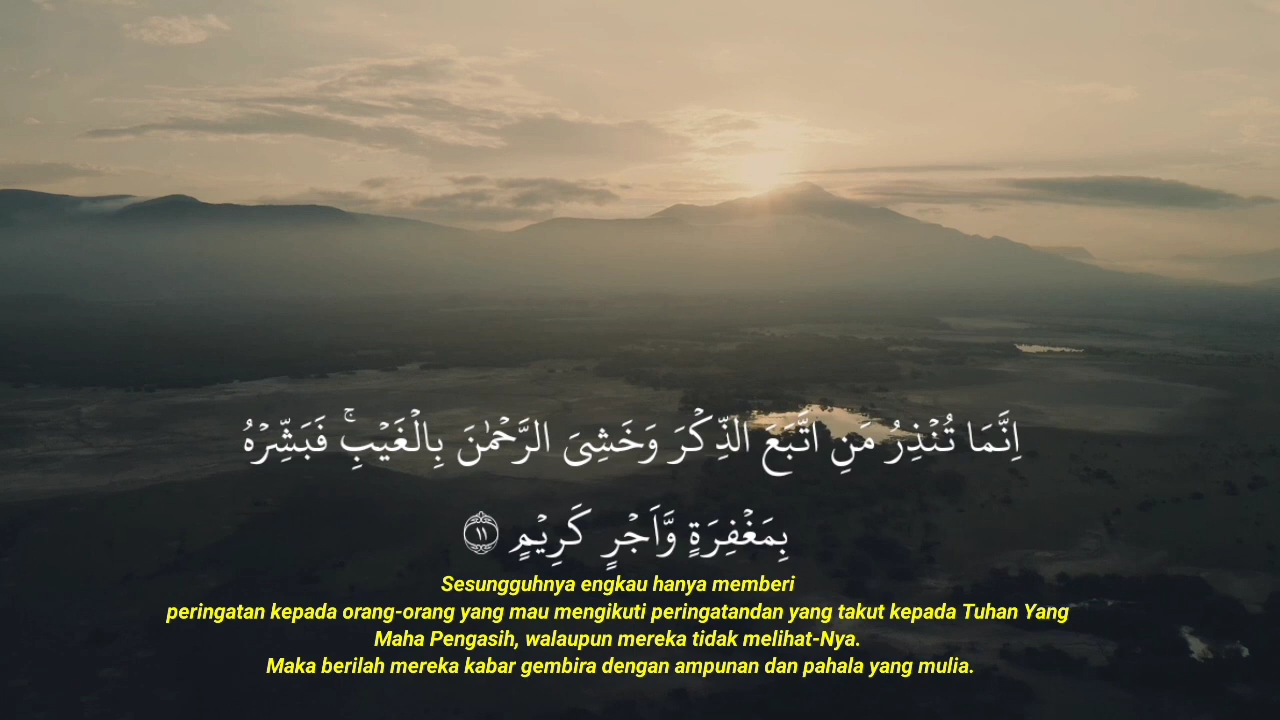 اِنَّمَا تُنْذِرُ مَنِ اتَّبَعَ الذِّكْرَ وَخَشِيَ الرَّحْمٰنَ بِالْغَيْبِۚ فَبَشِّرْهُ
بِمَغْفِرَةٍ وَّاَجْرٍ كَرِيْمٍ ١١
Sesungguhnya engkau hanya memberi
peringatan kepada orang-orang yang mau mengikuti peringatandan yang takut kepada Tuhan Yang
Maha Pengasih, walaupun mereka tidak melihat-Nya.
Maka berilah mereka kabar gembira dengan ampunan dan pahala yang mulia.